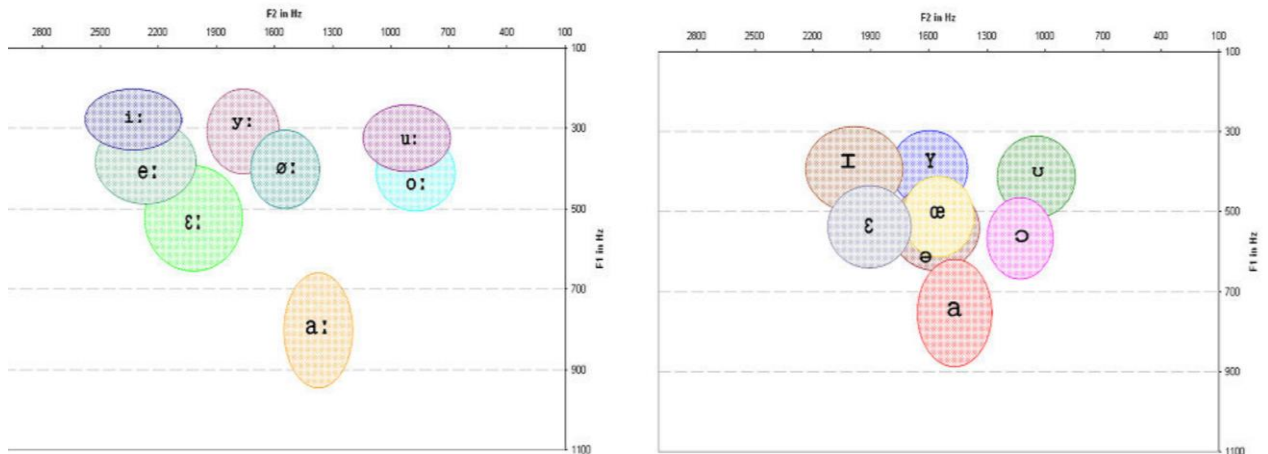 F2 in Hz
2800 2500 2200 1900 1600 1300 1000 700 400 100
100
300
500
700
900
1100
F1 in Hz
i:
y:
u:
e:
ø:
o:
ɛ:
a:
F2 in Hz
2800 2500 2200 1900 1600 1300 1000 700 400 100
100
300
500
700
900
1100
F1 in Hz
ɪ
ʏ
ʊ
ɛ
œ
ɔ
ə
a